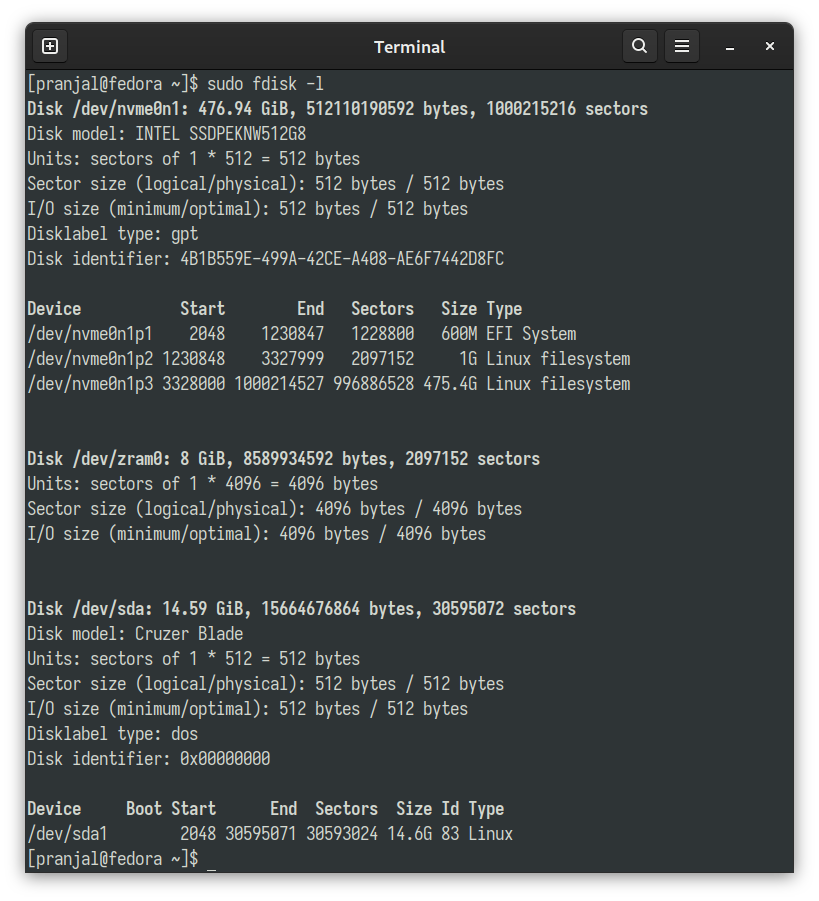 Terminal
[pranjal@fedora ~]$ sudo fdisk -l
Disk /dev/nvme0n1: 476.94 GiB, 512110190592 bytes, 1000215216 sectors
Disk model: INTEL SSDPEKNW512G8
Units: sectors of 1 * 512 = 512 bytes
Sector size (logical/physical): 512 bytes / 512 bytes
I/O size (minimum/optimal): 512 bytes / 512 bytes
Disklabel type: gpt
Disk identifier: 4B1B559E-499A-42CE-A408-AE6F7442D8FC
Device           Start        End   Sectors   Size Type
/dev/nvme0n1p1    2048    1230847   1228800   600M EFI System
/dev/nvme0n1p2 1230848    3327999   2097152     1G Linux filesystem
/dev/nvme0n1p3 3328000 1000214527 996886528 475.4G Linux filesystem
Disk /dev/zram0: 8 GiB, 8589934592 bytes, 2097152 sectors
Units: sectors of 1 * 4096 = 4096 bytes
Sector size (logical/physical): 4096 bytes / 4096 bytes
I/O size (minimum/optimal): 4096 bytes / 4096 bytes
Disk /dev/sda: 14.59 GiB, 15664676864 bytes, 30595072 sectors
Disk model: Cruzer Blade
Units: sectors of 1 * 512 = 512 bytes
Sector size (logical/physical): 512 bytes / 512 bytes
I/O size (minimum/optimal): 512 bytes / 512 bytes
Disklabel type: dos
Disk identifier: 0x00000000
Device     Boot Start      End  Sectors  Size Id Type
/dev/sda1        2048 30595071 30593024 14.6G 83 Linux
[pranjal@fedora ~]$